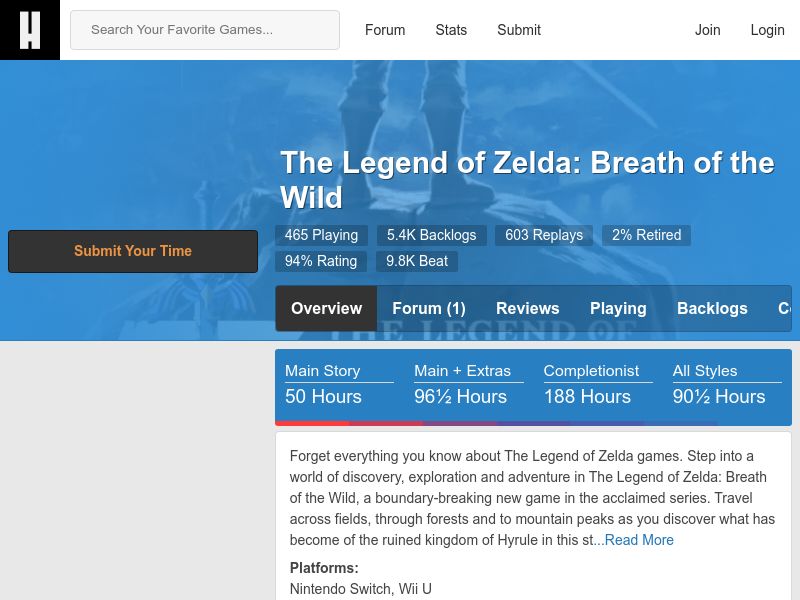 H
Search Your Favorite Games...
Forum
Stats
Submit
Join
Login
The Legend of Zelda: Breath of the
Wild
465 Playing
5.4K Backlogs
603 Replays
2% Retired
94% Rating
9.8K Beat
Submit Your Time
Overview
Forum (1)
Reviews
Playing
Backlogs
THE LEGEND OF
Main Story
50 Hours
Main + Extras
96½ Hours
Completionist
188 Hours
All Styles
90½ Hours
Forget everything you know about The Legend of Zelda games. Step into a
world of discovery, exploration and adventure in The Legend of Zelda: Breath
of the Wild, a boundary-breaking new game in the acclaimed series. Travel
across fields, through forests and to mountain peaks as you discover what has
become of the ruined kingdom of Hyrule in this st...Read More
Platforms:
Nintendo Switch, Wii U